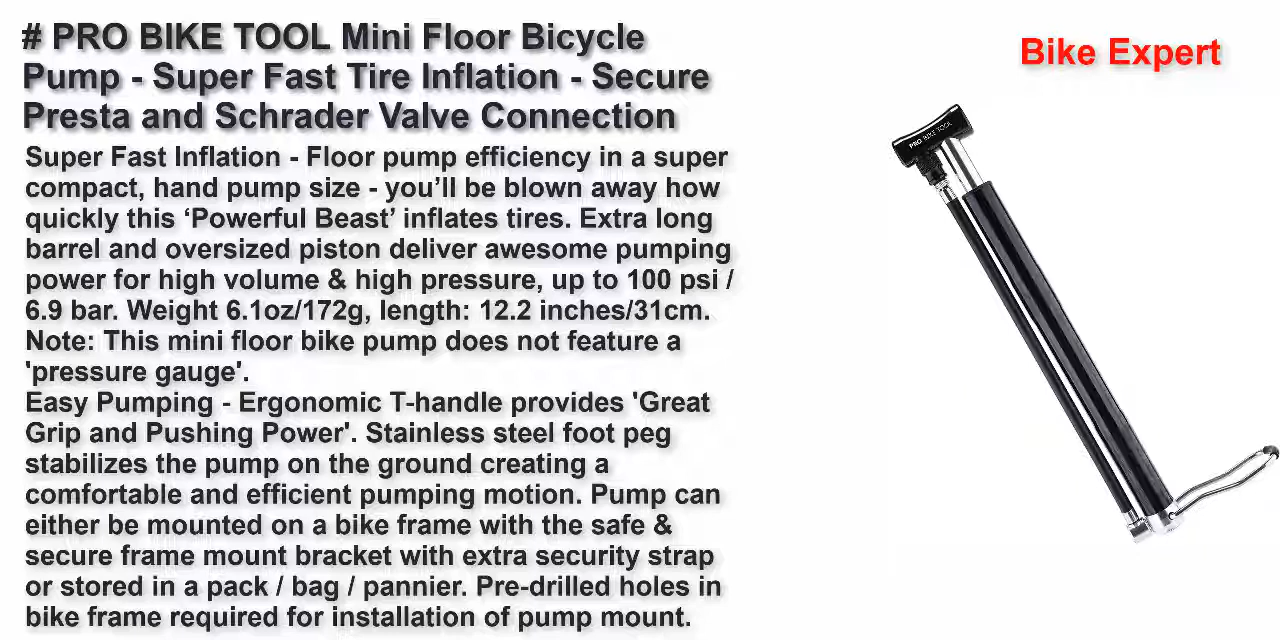 # PRO BIKE TOOL Mini Floor Bicycle
Pump - Super Fast Tire Inflation - Secure
Presta and Schrader Valve Connection
Super Fast Inflation - Floor pump efficiency in a super
compact, hand pump size - you’ll be blown away how
quickly this ‘Powerful Beast’ inflates tires. Extra long
barrel and oversized piston deliver awesome pumping
power for high volume & high pressure, up to 100 psi /
6.9 bar. Weight 6.1oz/172g, length: 12.2 inches/31cm.
Note: This mini floor bike pump does not feature a
'pressure gauge'.
Easy Pumping - Ergonomic T-handle provides 'Great
Grip and Pushing Power'. Stainless steel foot peg
stabilizes the pump on the ground creating a
comfortable and efficient pumping motion. Pump can
either be mounted on a bike frame with the safe &
secure frame mount bracket with extra security strap
or stored in a pack / bag / pannier. Pre-drilled holes in
bike frame required for installation of pump mount.
Bike Expert
PRO BIKE TOOL